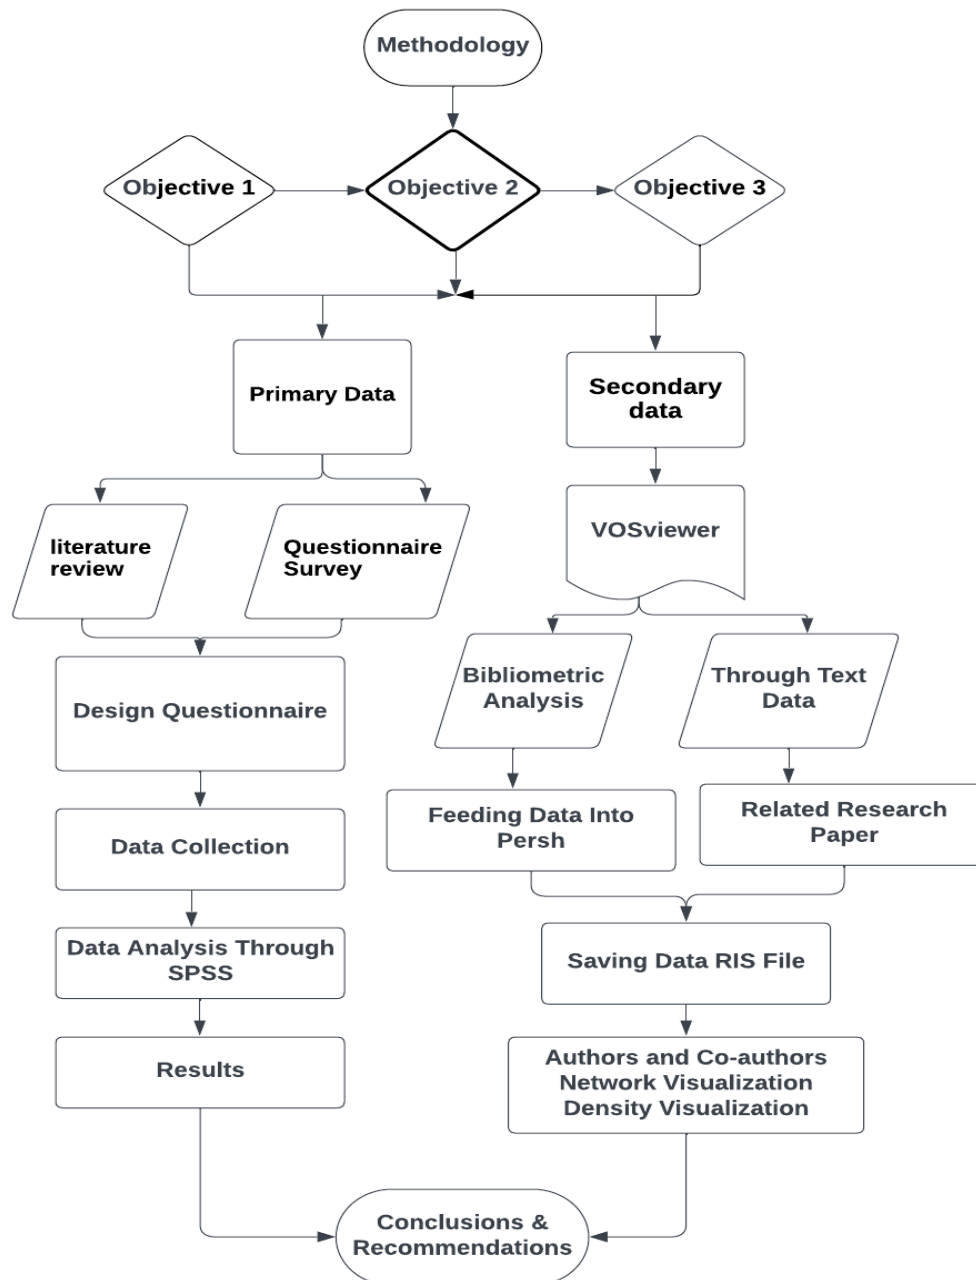 Methodology
Objective 1
Objective 2
Objective 3
Primary Data
Secondary
data
literature
review
Questionnaire
Survey
VOSviewer
Design Questionnaire
Bibliometric
Analysis
Through Text
Data
Data Collection
Feeding Data Into
Persh
Related Research
Paper
Data Analysis Through
SPSS
Saving Data RIS File
Results
Authors and Co-authors
Network Visualization
Density Visualization
Conclusions &
Recommendations